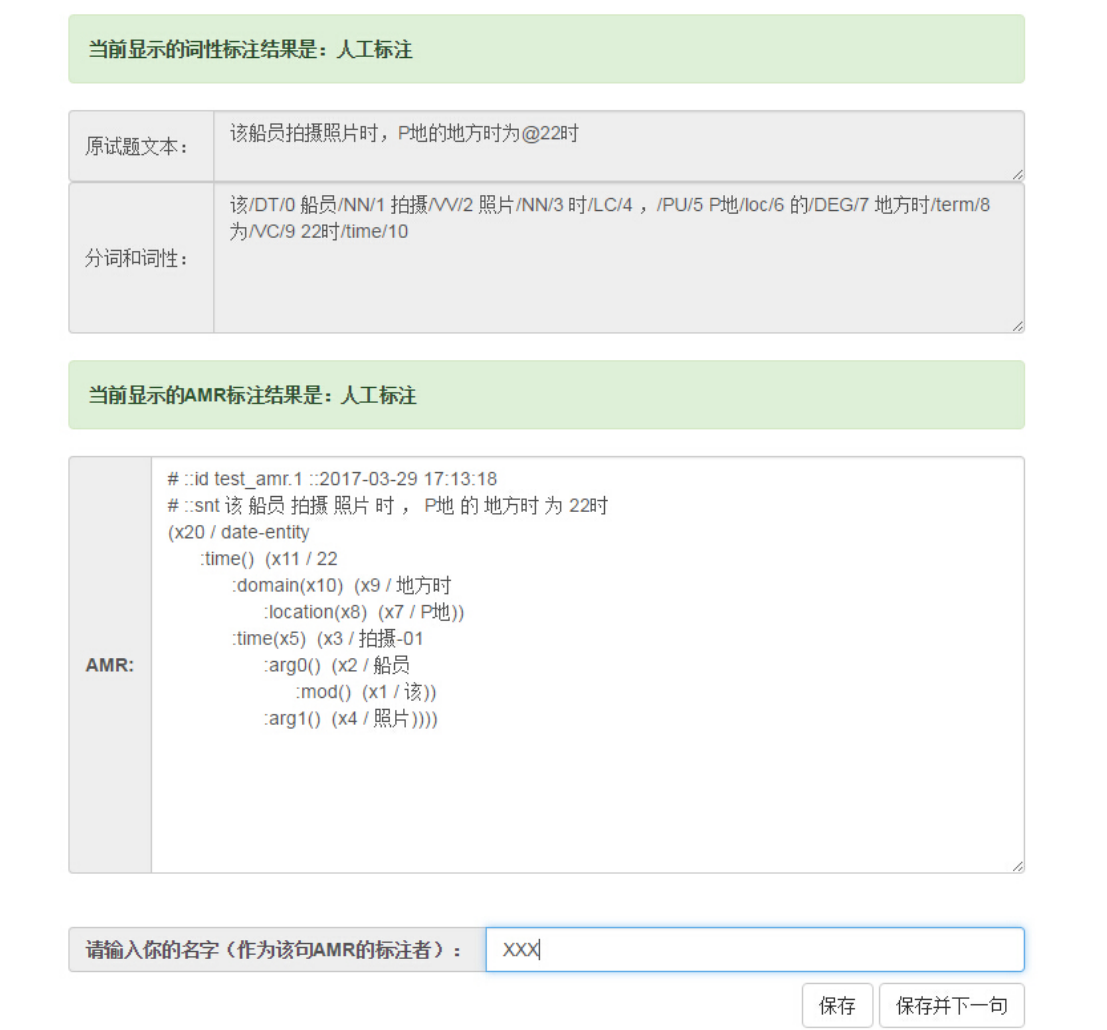 当前显示的词性标注结果是：人工标注
原试题文本：
该船员拍摄照片时，P地的地方时为@22时
分词和词性：
该/DT/0 船员/NN/1 拍摄/VV/2 照片/NN/3 时/LC/4 ，/PU/5 P地/loc/6 的/DEG/7 地方时/term/8
为/VC/9 22时/time/10
当前显示的AMR标注结果是：人工标注
AMR:
# ::id test_amr.1 ::2017-03-29 17:13:18
# ::snt 该 船员 拍摄 照片 时 ， P地 的 地方时 为 22时
(x20 / date-entity
:time() (x11 / 22
:domain(x10) (x9 / 地方时
:location(x8) (x7 / P地))
:time(x5) (x3 / 拍摄-01
:arg0() (x2 / 船员
:mod() (x1 / 该))
:arg1() (x4 / 照片))))
请输入你的名字（作为该句AMR的标注者）：
XXX
保存 保存并下一句